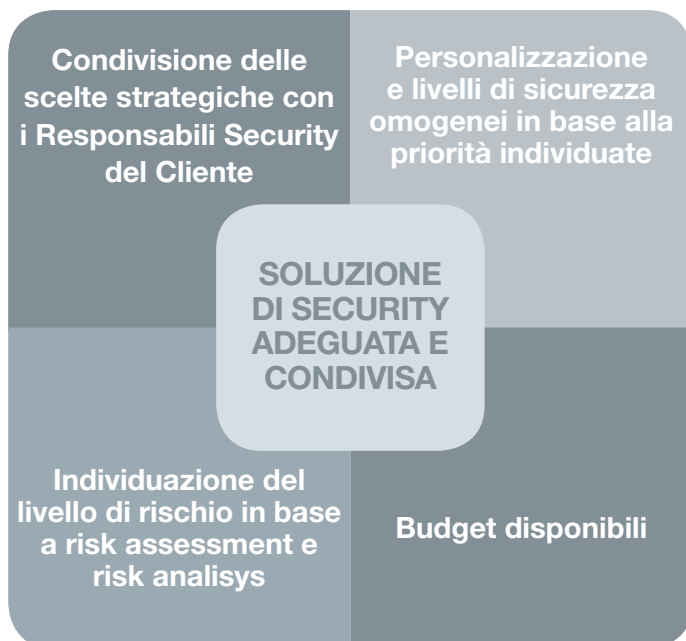 Condivisione delle
scelte strategiche con
i Responsabili Security
del Cliente
Personalizzazione
e livelli di sicurezza
omogenei in base alla
priorità individuate
SOLUZIONE
DI SECURITY
ADEGUATA E
CONDIVISA
Individuazione del
livello di rischio in base
a risk assessment e
risk analisys
Budget disponibili